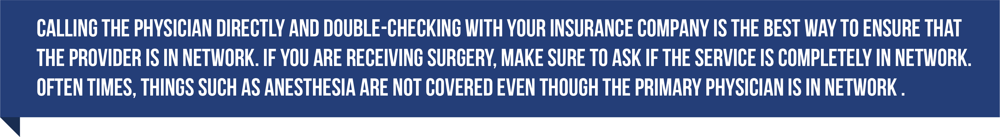 CALLING THE PHYSICIAN DIRECTLY AND DOUBLE-CHECKING WITH YOUR INSURANCE COMPANY IS THE BEST WAY TO ENSURE THAT
THE PROVIDER IS IN NETWORK. IF YOU ARE RECEIVING SURGERY, MAKE SURE TO ASK IF THE SERVICE IS COMPLETELY IN NETWORK.
OFTEN TIMES, THINGS SUCH AS ANESTHESIA ARE NOT COVERED EVEN THOUGH THE PRIMARY PHYSICIAN IS IN NETWORK .